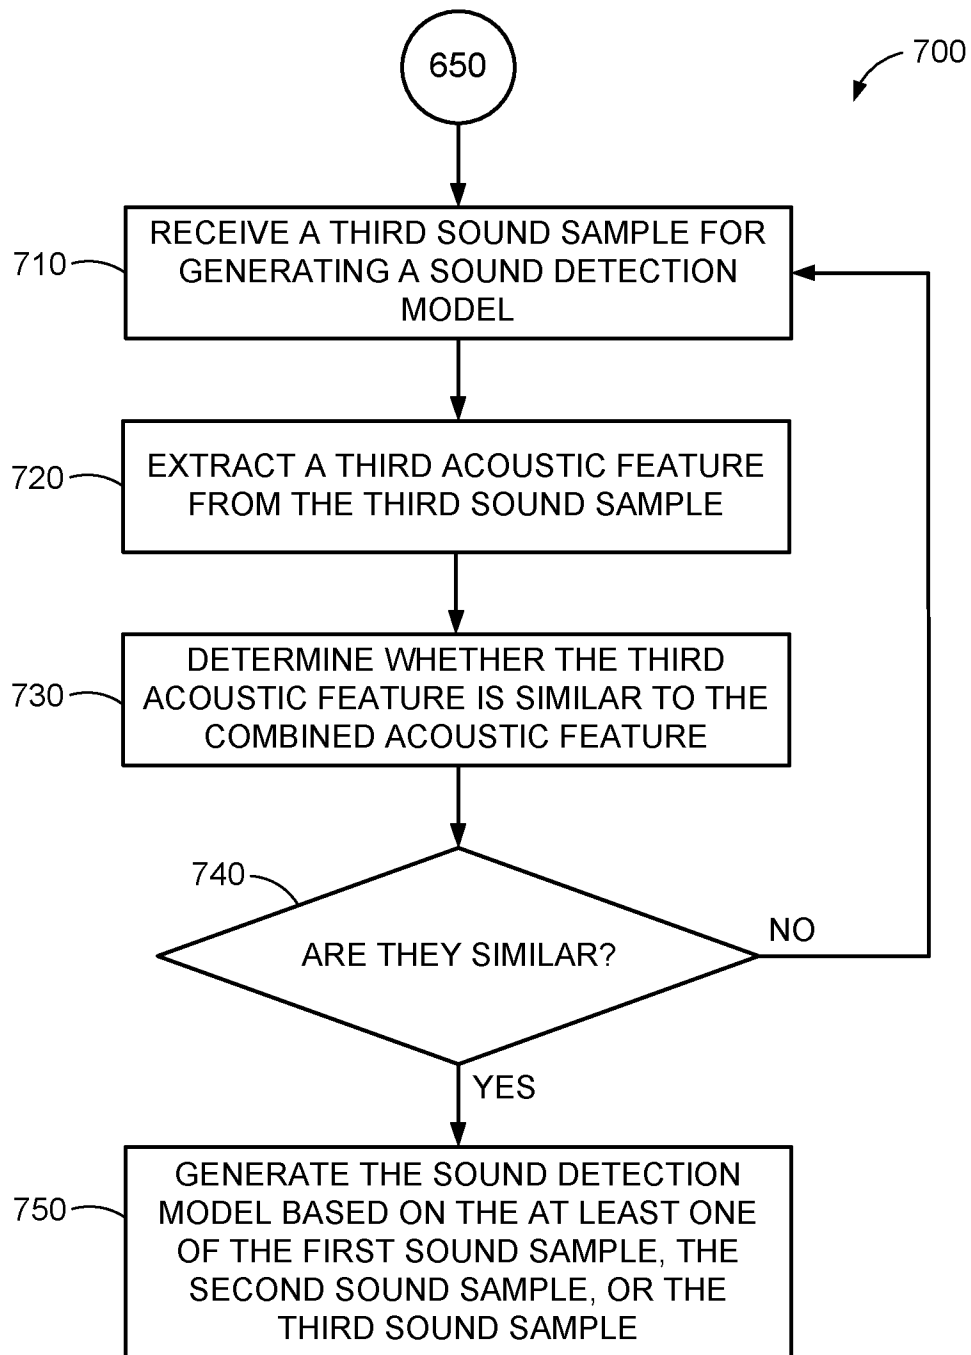 650
700
710
RECEIVE A THIRD SOUND SAMPLE FOR
GENERATING A SOUND DETECTION
MODEL
720
EXTRACT A THIRD ACOUSTIC FEATURE
FROM THE THIRD SOUND SAMPLE
730
DETERMINE WHETHER THE THIRD
ACOUSTIC FEATURE IS SIMILAR TO THE
COMBINED ACOUSTIC FEATURE
740
ARE THEY SIMILAR?
NO
YES
750
GENERATE THE SOUND DETECTION
MODEL BASED ON THE AT LEAST ONE
OF THE FIRST SOUND SAMPLE, THE
SECOND SOUND SAMPLE, OR THE
THIRD SOUND SAMPLE